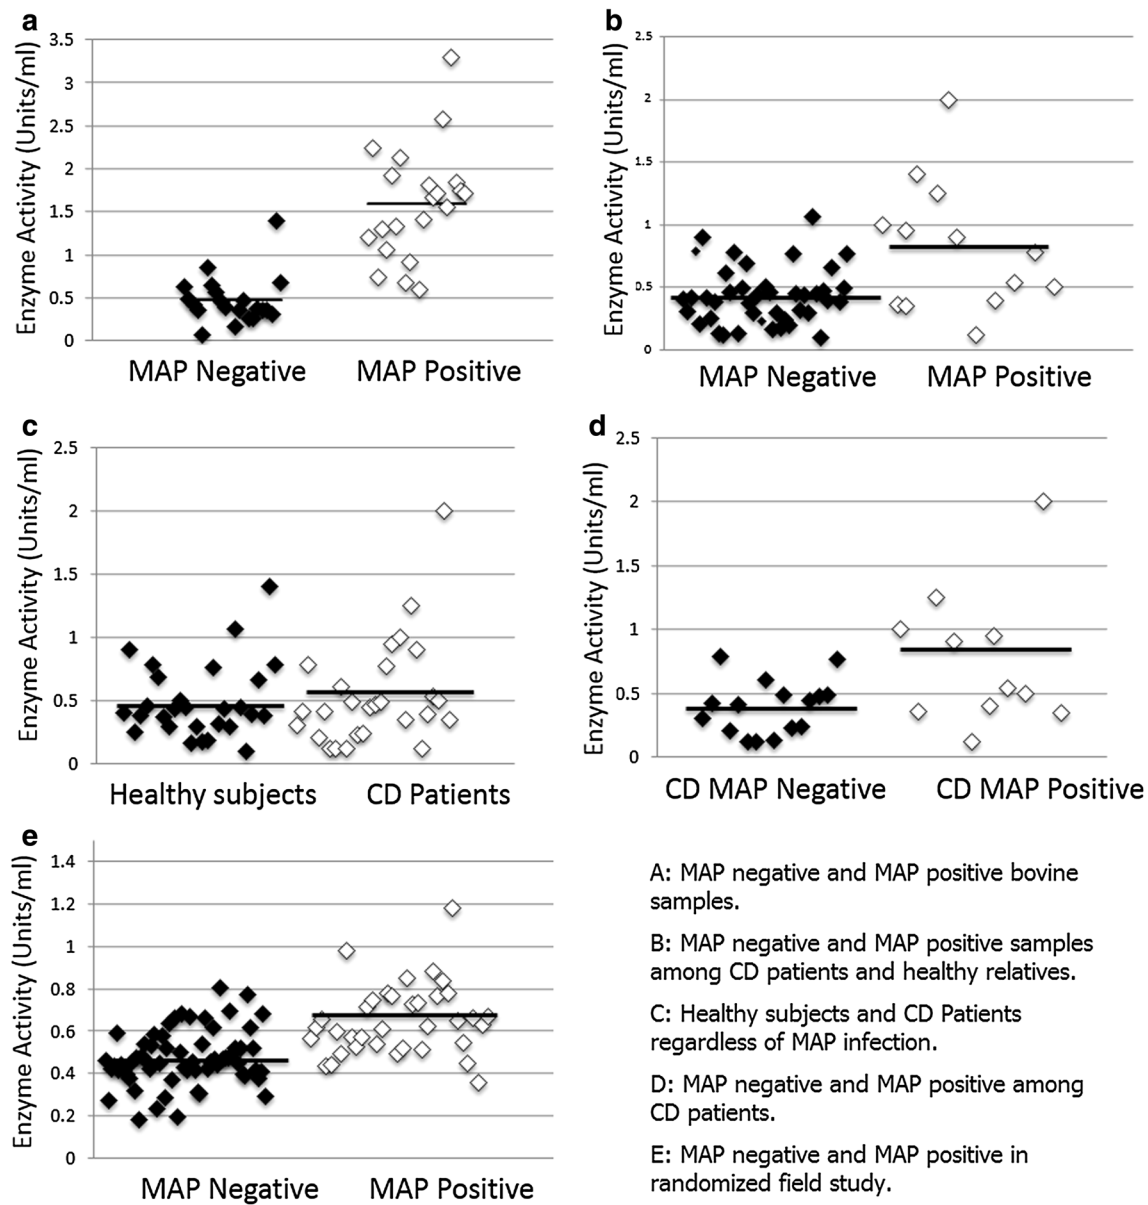 a
Enzyme Activity (Units/ml)
3.5
3
2.5
2
1.5
1
0.5
0
MAP Negative
MAP Positive
b
Enzyme Activity (Units/ml)
2.5
2
1.5
1
0.5
0
MAP Negative
MAP Positive
c
Enzyme Activity (Units/ml)
2.5
2
1.5
1
0.5
0
Healthy subjects
CD Patients
d
Enzyme Activity (Units/ml)
2.5
2
1.5
1
0.5
0
CD MAP Negative
CD MAP Positive
e
Enzyme Activity (Units/ml)
1.4
1.2
1
0.8
0.6
0.4
0.2
0
MAP Negative
MAP Positive
A: MAP negative and MAP positive bovine
samples.
B: MAP negative and MAP positive samples
among CD patients and healthy relatives.
C: Healthy subjects and CD Patients
regardless of MAP infection.
D: MAP negative and MAP positive among
CD patients.
E: MAP negative and MAP positive in
randomized field study.